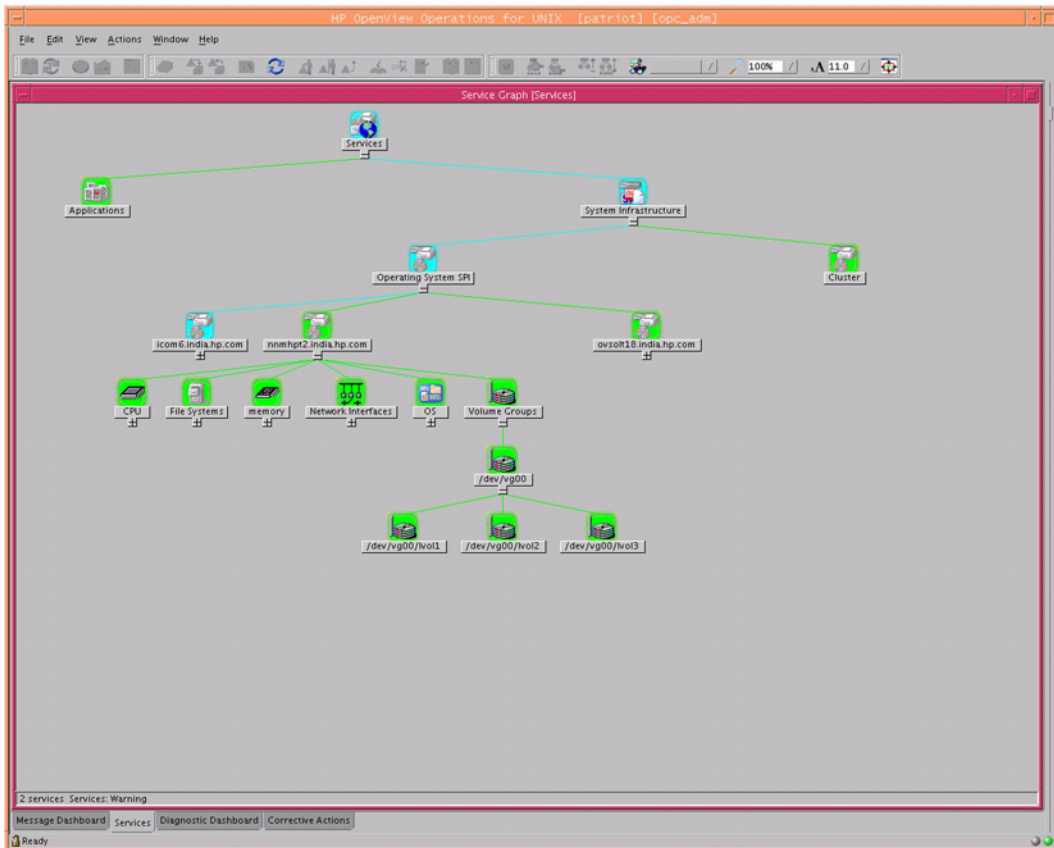 HP OpenView Operations for UNIX [patriot] [opc_adm]
File Edit View Actions Window Help
100% 11.0
Service Graph [Services]
Services
Applications
System Infrastructure
Operating System SPI
Cluster
icom6.india.hp.com
nnmhpt2.india.hp.com
ovsolt18.india.hp.com
CPU
File Systems
memory
Network Interfaces
OS
Volume Groups
/dev/vg00
/dev/vg00/lvol1
/dev/vg00/lvol2
/dev/vg00/lvol3
2 services Services: Warning
Message Dashboard Services Diagnostic Dashboard Corrective Actions
Ready